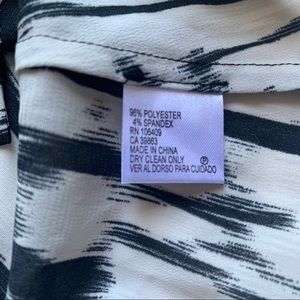 96% POLYESTER
4% SPANDEX
RN 106409
CA 39863
MADE IN CHINA
DRY CLEAN ONLY Ⓟ
VER AL DORSO PARA CUIDADO